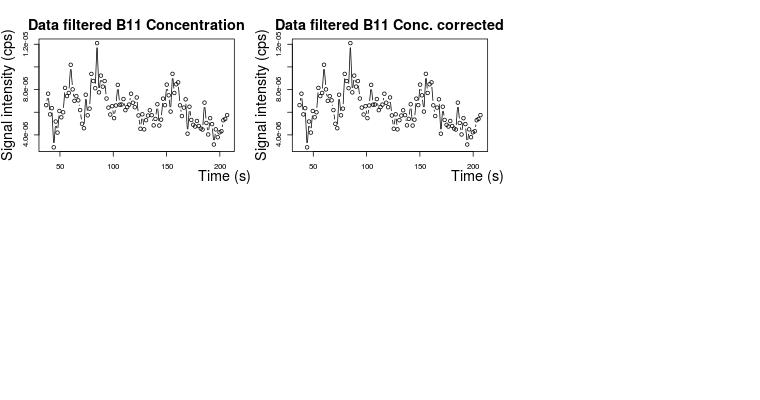 Data filtered B11 Concentration
Signal intensity (cps)
4.0e-06 8.0e-06 1.2e-05
50 100 150 200
Time (s)
Data filtered B11 Conc. corrected
Signal intensity (cps)
4.0e-06 8.0e-06 1.2e-05
50 100 150 200
Time (s)